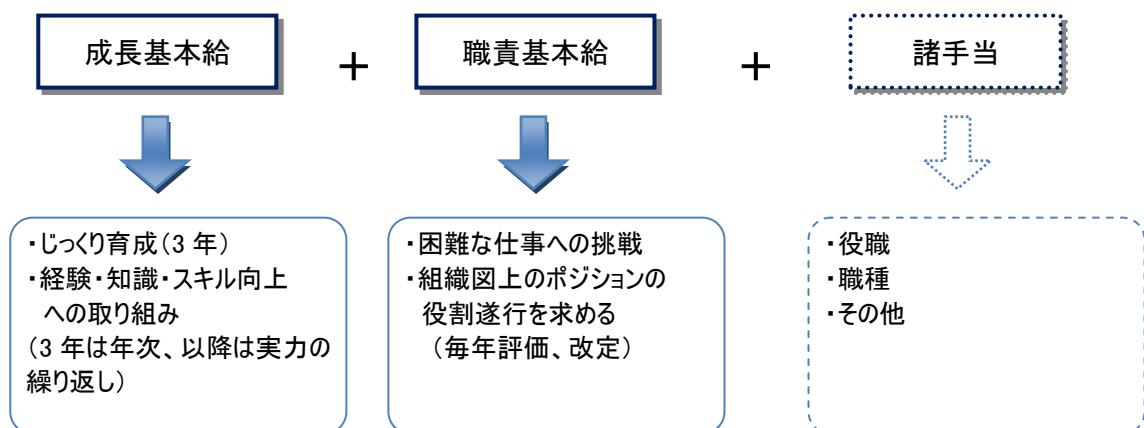 成長基本給
+
職責基本給
+
諸手当
・じっくり育成(3 年)
・経験・知識・スキル向上
への取り組み
(3 年は年次、以降は実力の
繰り返し)
・困難な仕事への挑戦
・組織図上のポジションの
役割遂行を求める
(毎年評価、改定)
・役職
・職種
・その他